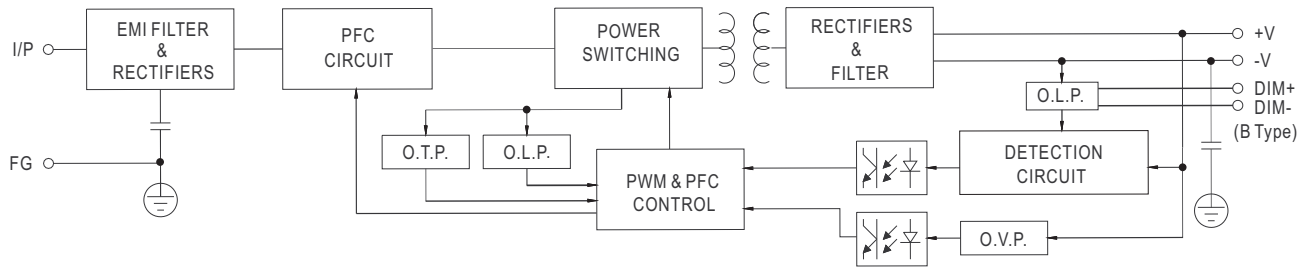 I/P
EMI FILTER
&
RECTIFIERS
PFC
CIRCUIT
POWER
SWITCHING
RECTIFIERS
&
FILTER
+V
-V
DIM+
DIM-
(B Type)
O.L.P.
FG
O.T.P.
O.L.P.
PWM & PFC
CONTROL
DETECTION
CIRCUIT
O.V.P.